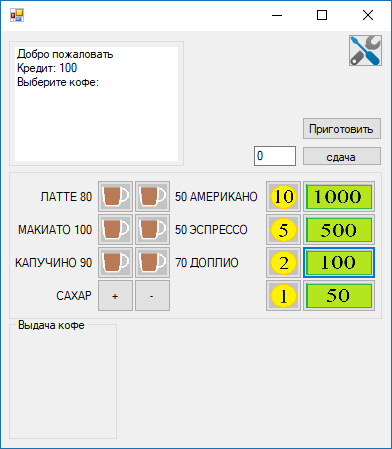 Добро пожаловать
Кредит: 100
Выберите кофе:
Приготовить
0 сдача
ЛАТТЕ 80 50 АМЕРИКАНО 10 1000
МАКИАТО 100 50 ЭСПРЕССО 5 500
КАПУЧИНО 90 70 ДОПЛИО 2 100
САХАР + - 1 50
Выдача кофе